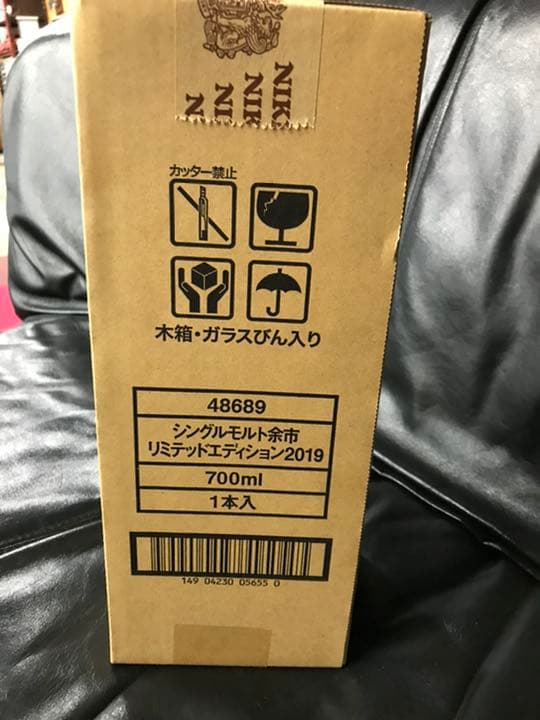 NIK
NIK
NI
N
カッター禁止
木箱・ガラスびん入り
48689
シングルモルト余市
リミテッドエディション2019
700ml
1本入
149 04230 05655 0